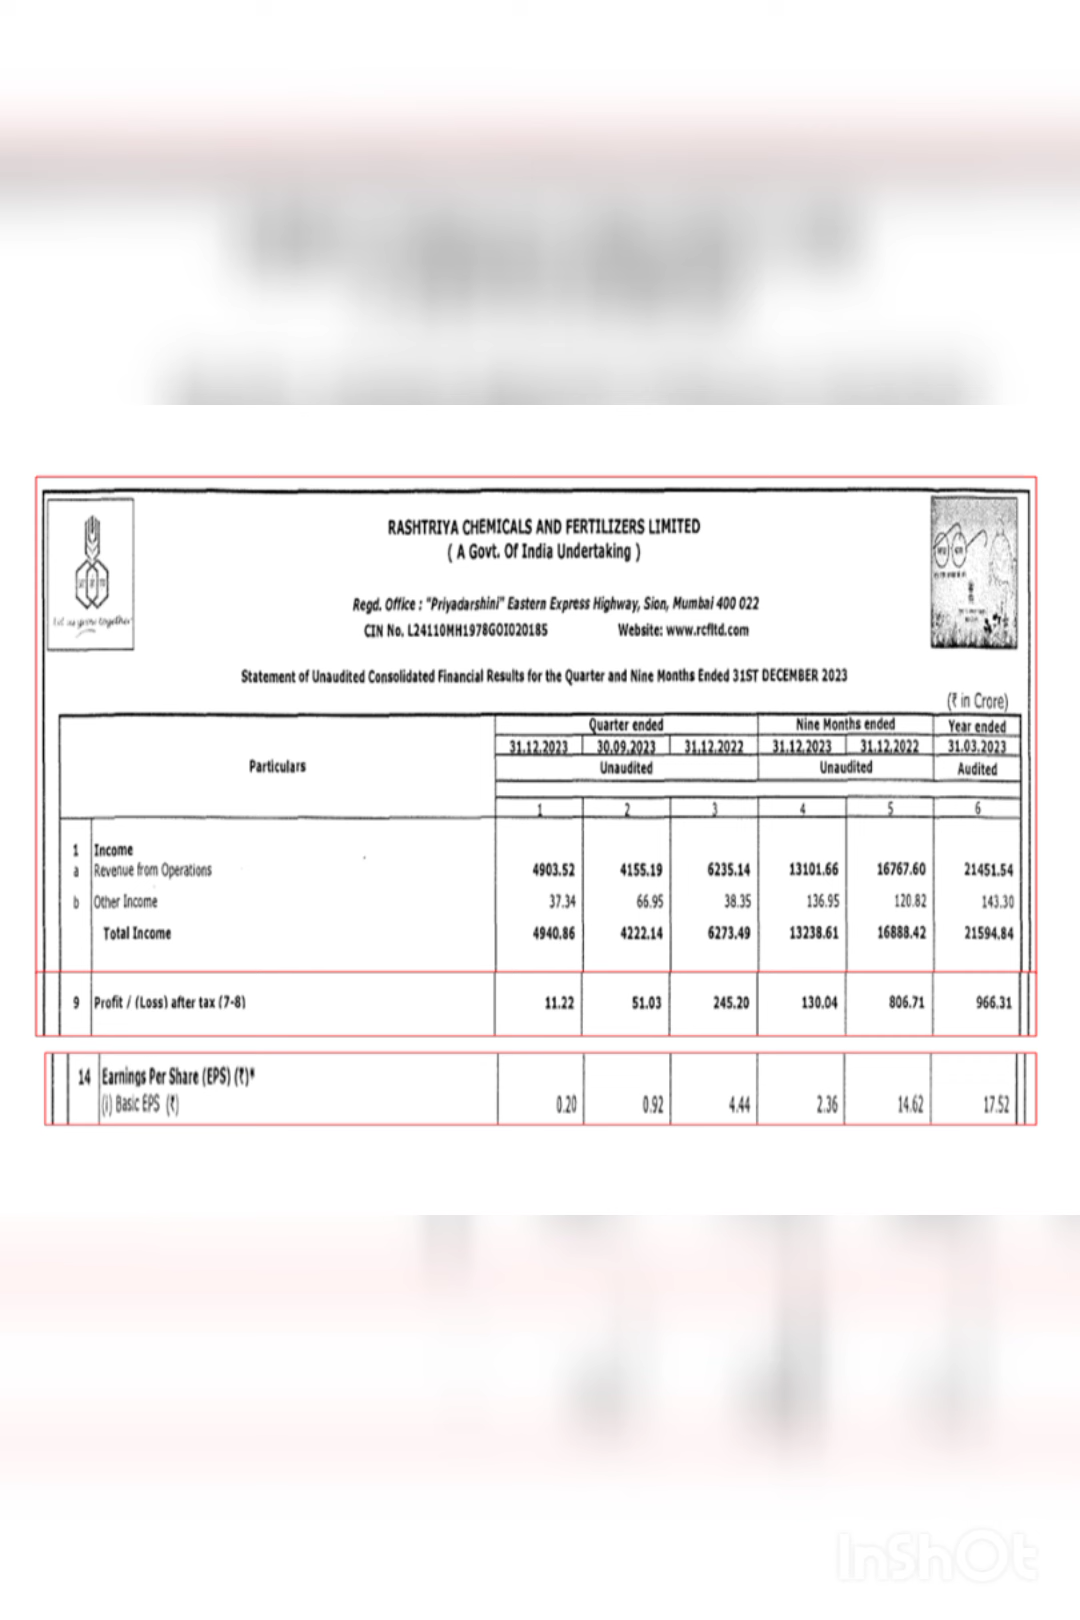 RASHTRIYA CHEMICALS AND FERTILIZERS LIMITED
( A Govt. Of India Undertaking )
Let us grow together
Regd. Office : "Priyadarshini" Eastern Express Highway, Sion, Mumbai 400 022
CIN No. L24110MH1978GOI020185 Website: www.rcfltd.com
Statement of Unaudited Consolidated Financial Results for the Quarter and Nine Months Ended 31ST DECEMBER 2023
(₹ in Crore)
Particulars Quarter ended Nine Months ended Year ended
31.12.2023 30.09.2023 31.12.2022 31.12.2023 31.12.2022 31.03.2023
Unaudited Unaudited Audited
1 2 3 4 5 6
1 Income
a Revenue from Operations 4903.52 4155.19 6235.14 13101.66 16767.60 21451.54
b Other Income 37.34 66.95 38.35 136.95 120.82 143.30
Total Income 4940.86 4222.14 6273.49 13238.61 16888.42 21594.84
9 Profit / (Loss) after tax (7-8) 11.22 51.03 245.20 130.04 806.71 966.31
14 Earnings Per Share (EPS) (₹)*
(i) Basic EPS (₹) 0.20 0.92 4.44 2.36 14.62 17.52
InShOt